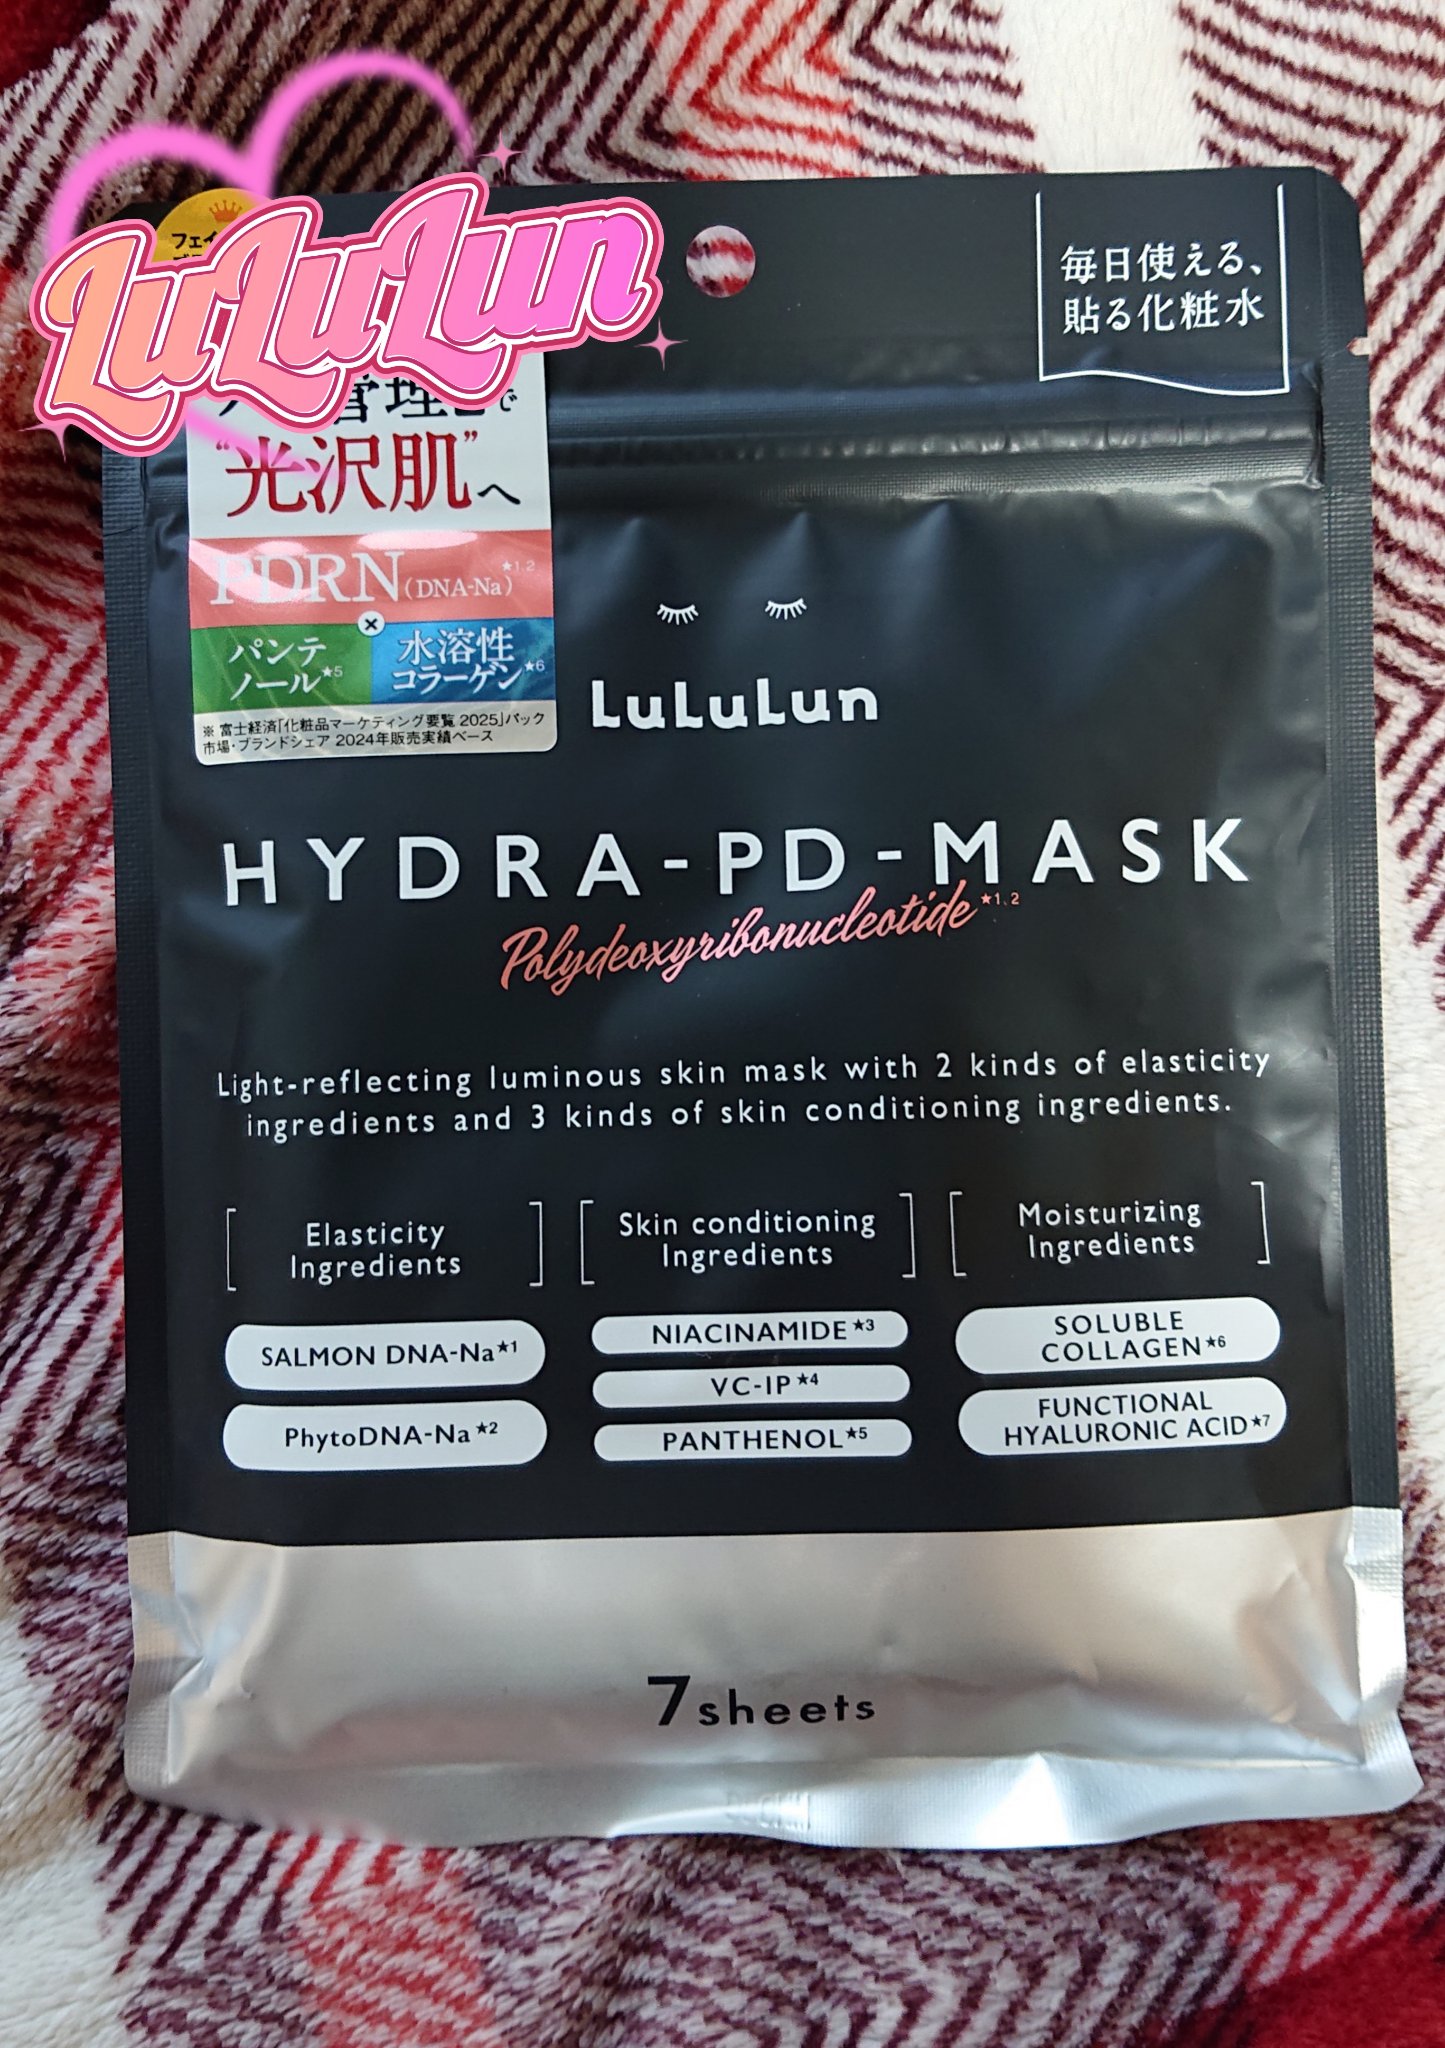 LuLuLun
毎日使える、
貼る化粧水
管理 で
“光沢肌”へ
PDRN(DNA-Na)★1,2
×
パンテ
ノール★5
水溶性
コラーゲン★6
※ 富士経済「化粧品マーケティング要覧 2025」パック
市場・ブランドシェア 2024年販売実績ベース
LuLuLun
HYDRA-PD-MASK
Polydeoxyribonucleotide★1、2
Light-reflecting luminous skin mask with 2 kinds of elasticity
ingredients and 3 kinds of skin conditioning ingredients.
Elasticity
Ingredients
SALMON DNA-Na★1
PhytoDNA-Na★2
Skin conditioning
Ingredients
NIACINAMIDE★3
VC-IP★4
PANTHENOL★5
Moisturizing
Ingredients
SOLUBLE
COLLAGEN★6
FUNCTIONAL
HYALURONIC ACID★7
7sheets